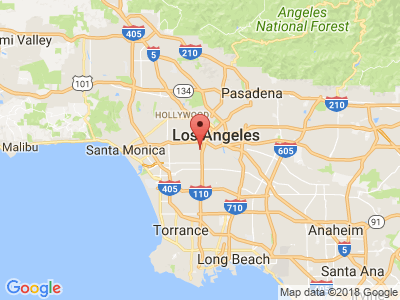 Angeles
National Forest
mi Valley
405
5
210
101
134
Pasadena
210
HOLLYWOOD
Los Angeles
Malibu
Santa Monica
605
405
110
710
91
Torrance
Anaheim
5
Long Beach
Santa Ana
Google
Map data ©2018 Google